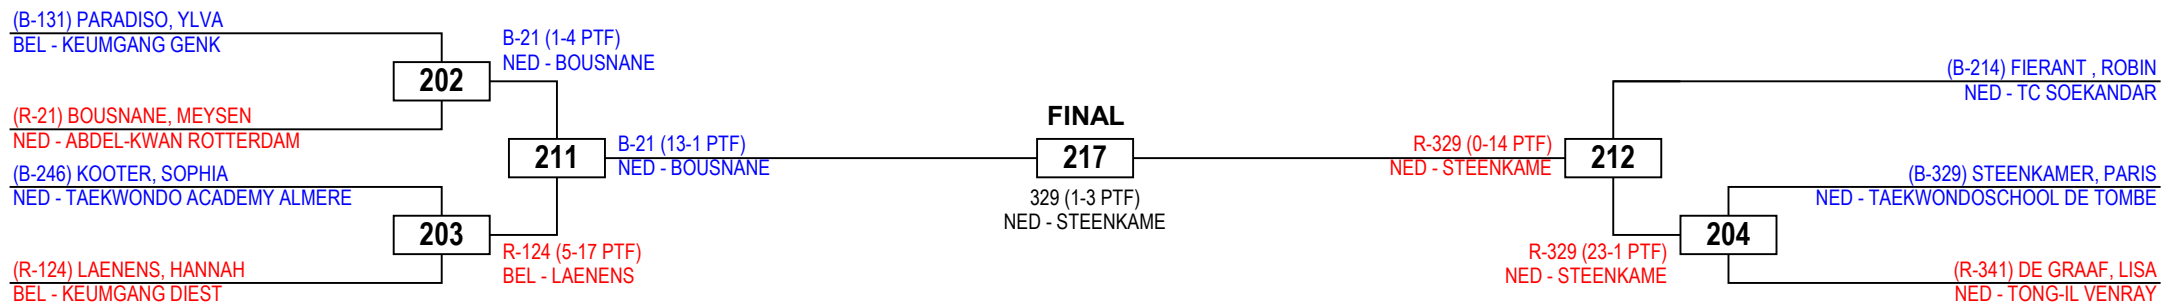 (B-131) PARADISO, YLVA
BEL - KEUMGANG GENK
202
B-21 (1-4 PTF)
NED - BOUSNANE
(R-21) BOUSNANE, MEYSEN
NED - ABDEL-KWAN ROTTERDAM
211
B-21 (13-1 PTF)
NED - BOUSNANE
(B-246) KOOTER, SOPHIA
NED - TAEKWONDO ACADEMY ALMERE
203
R-124 (5-17 PTF)
BEL - LAENENS
(R-124) LAENENS, HANNAH
BEL - KEUMGANG DIEST
FINAL
217
329 (1-3 PTF)
NED - STEENKAME
(B-214) FIERANT , ROBIN
NED - TC SOEKANDAR
R-329 (0-14 PTF)
NED - STEENKAME
212
(B-329) STEENKAMER, PARIS
NED - TAEKWONDOSCHOOL DE TOMBE
204
R-329 (23-1 PTF)
NED - STEENKAME
(R-341) DE GRAAF, LISA
NED - TONG-IL VENRAY